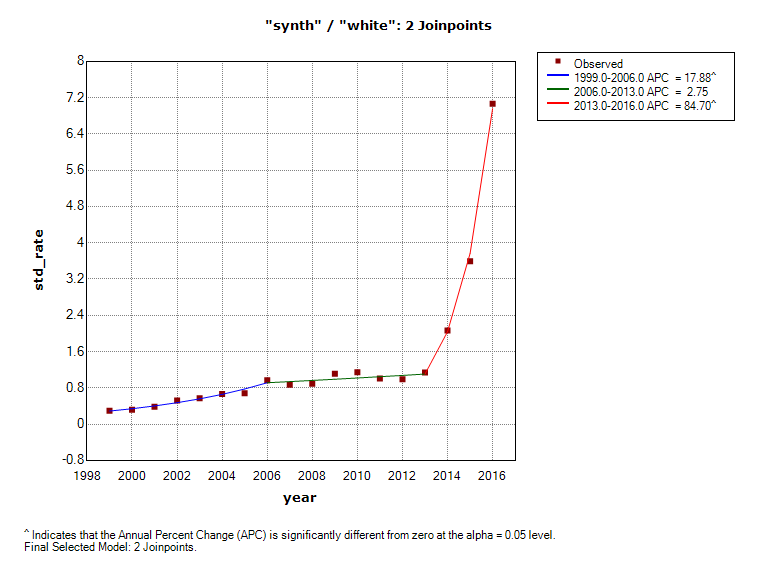 "synth" / "white": 2 Joinpoints
Observed
1999.0-2006.0 APC = 17.88^
2006.0-2013.0 APC = 2.75
2013.0-2016.0 APC = 84.70^
8
7.2
6.4
5.6
4.8
4
3.2
2.4
1.6
0.8
0
-0.8
std_rate
1998 2000 2002 2004 2006 2008 2010 2012 2014 2016
year
^ Indicates that the Annual Percent Change (APC) is significantly different from zero at the alpha = 0.05 level.
Final Selected Model: 2 Joinpoints.